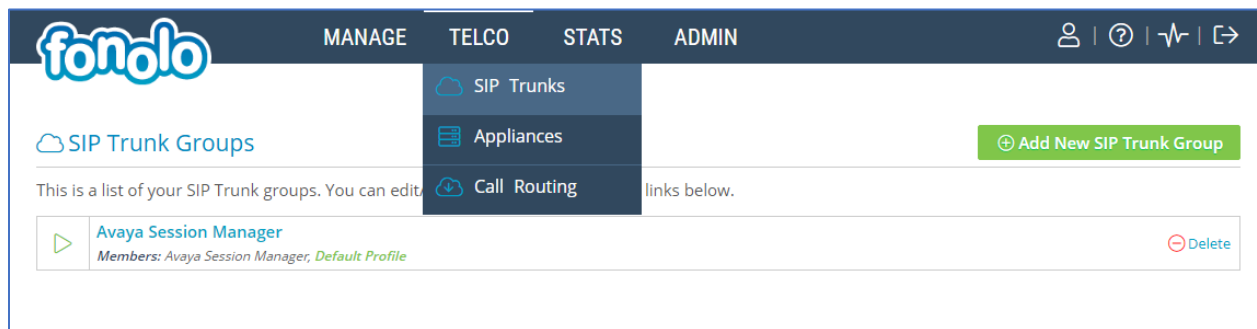 fonolo
MANAGE TELCO STATS ADMIN
SIP Trunks
Appliances
Call Routing
SIP Trunk Groups
Add New SIP Trunk Group
This is a list of your SIP Trunk groups. You can edit/ links below.
Avaya Session Manager
Members: Avaya Session Manager, Default Profile
Delete